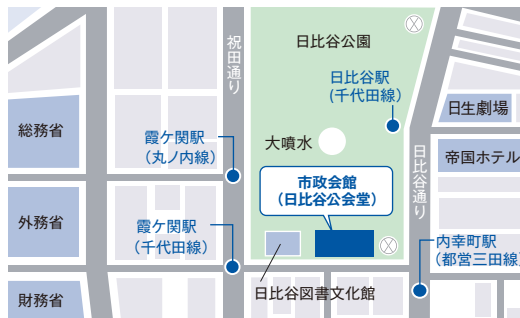 日比谷公園
祝田通り
日比谷駅
(千代田線)
日生劇場
総務省
霞ケ関駅
(丸ノ内線)
大噴水
日比谷通り
帝国ホテル
市政会館
(日比谷公会堂)
外務省
霞ケ関駅
(千代田線)
内幸町駅
(都営三田線)
日比谷図書文化館
財務省